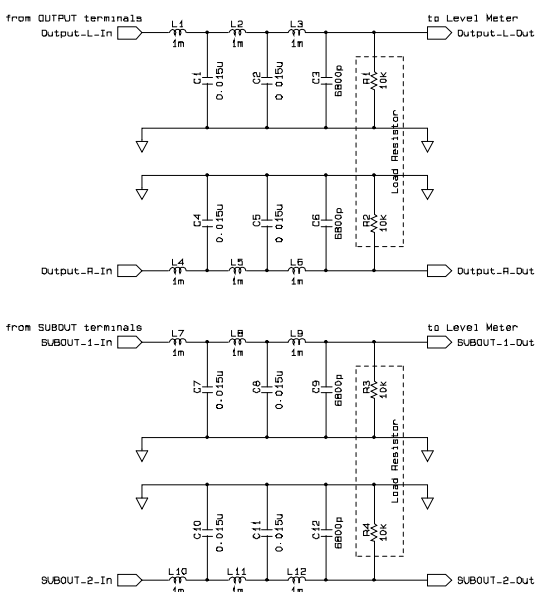 from OUTPUT terminals
to Level Meter
Output_L_In
L1
L2
L3
Output_L_Out
1m
1m
1m
C1
0.015u
C2
0.015u
C3
6800p
R1
10k
Load Resistor
C4
0.015u
C5
0.015u
C6
6800p
R2
10k
Output_R_In
L4
L5
L6
Output_R_Out
1m
1m
1m
from SUBOUT terminals
to Level Meter
SUBOUT_1_In
L7
L8
L9
SUBOUT_1_Out
1m
1m
1m
C7
0.015u
C8
0.015u
C9
6800p
R3
10k
Load Resistor
C10
0.015u
C11
0.015u
C12
6800p
R4
10k
SUBOUT_2_In
L10
L11
L12
SUBOUT_2_Out
1m
1m
1m